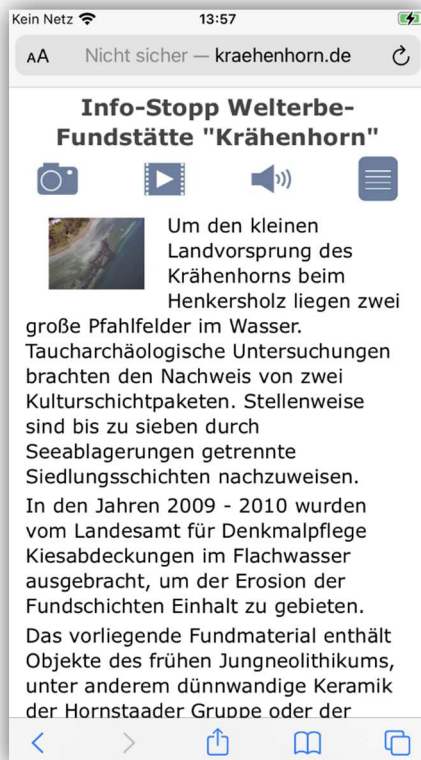 Kein Netz 13:57
AA Nicht sicher — kraehenhorn.de
Info-Stopp Welterbe-
Fundstätte "Krähenhorn"
Um den kleinen
Landvorsprung des
Krähenhorns beim
Henkersholz liegen zwei
große Pfahlfelder im Wasser.
Taucharchäologische Untersuchungen
brachten den Nachweis von zwei
Kulturschichtpaketen. Stellenweise
sind bis zu sieben durch
Seeablagerungen getrennte
Siedlungsschichten nachzuweisen.
In den Jahren 2009 - 2010 wurden
vom Landesamt für Denkmalpflege
Kiesabdeckungen im Flachwasser
ausgebracht, um der Erosion der
Fundschichten Einhalt zu gebieten.
Das vorliegende Fundmaterial enthält
Objekte des frühen Jungneolithikums,
unter anderem dünnwandige Keramik
der Hornstaader Gruppe oder der